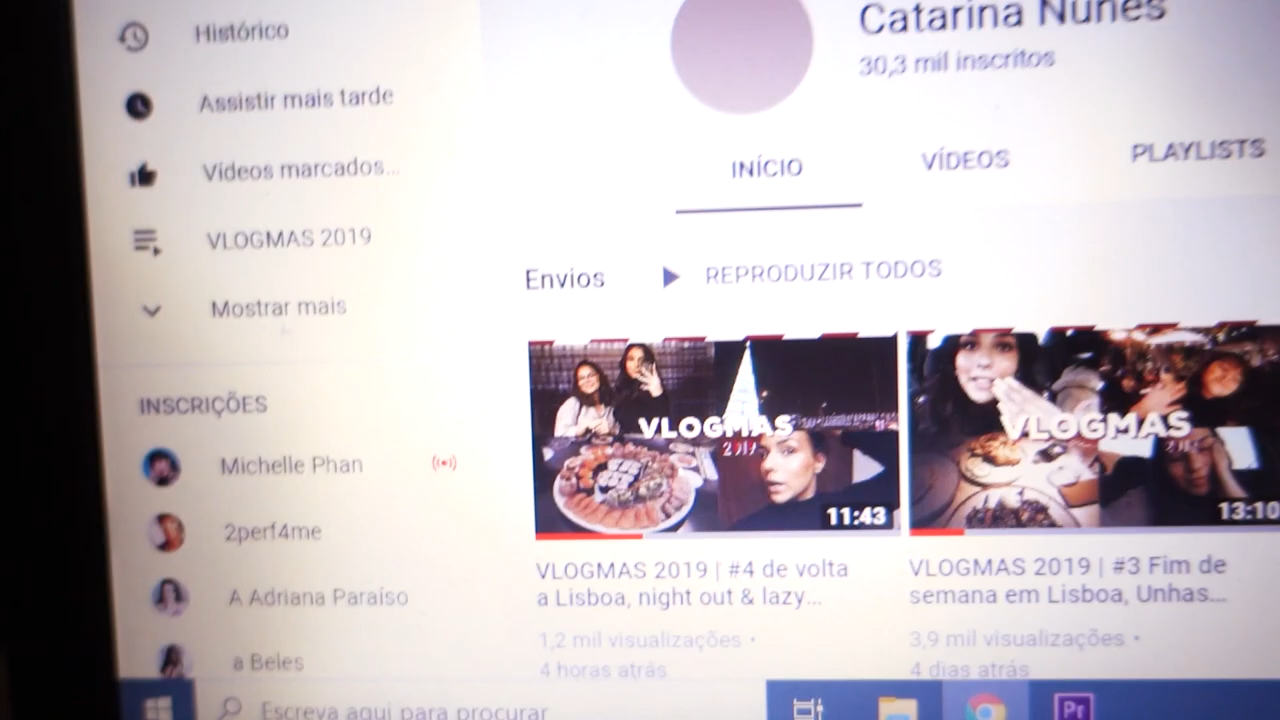 Histórico
Assistir mais tarde
Vídeos marcados...
VLOGMAS 2019
Mostrar mais
INSCRIÇÕES
Michelle Phan
2perf4me
A Adriana Paraíso
a Beles
Catarina Nunes
30,3 mil inscritos
INÍCIO
VÍDEOS
PLAYLISTS
Envios
REPRODUZIR TODOS
VLOGMAS
2019
11:43
VLOGMAS
2019
13:10
VLOGMAS 2019 | #4 de volta
a Lisboa, night out & lazy...
1,2 mil visualizações •
4 horas atrás
VLOGMAS 2019 | #3 Fim de
semana em Lisboa, Unhas...
3,9 mil visualizações •
4 dias atrás
Escreva aqui para procurar
Pr